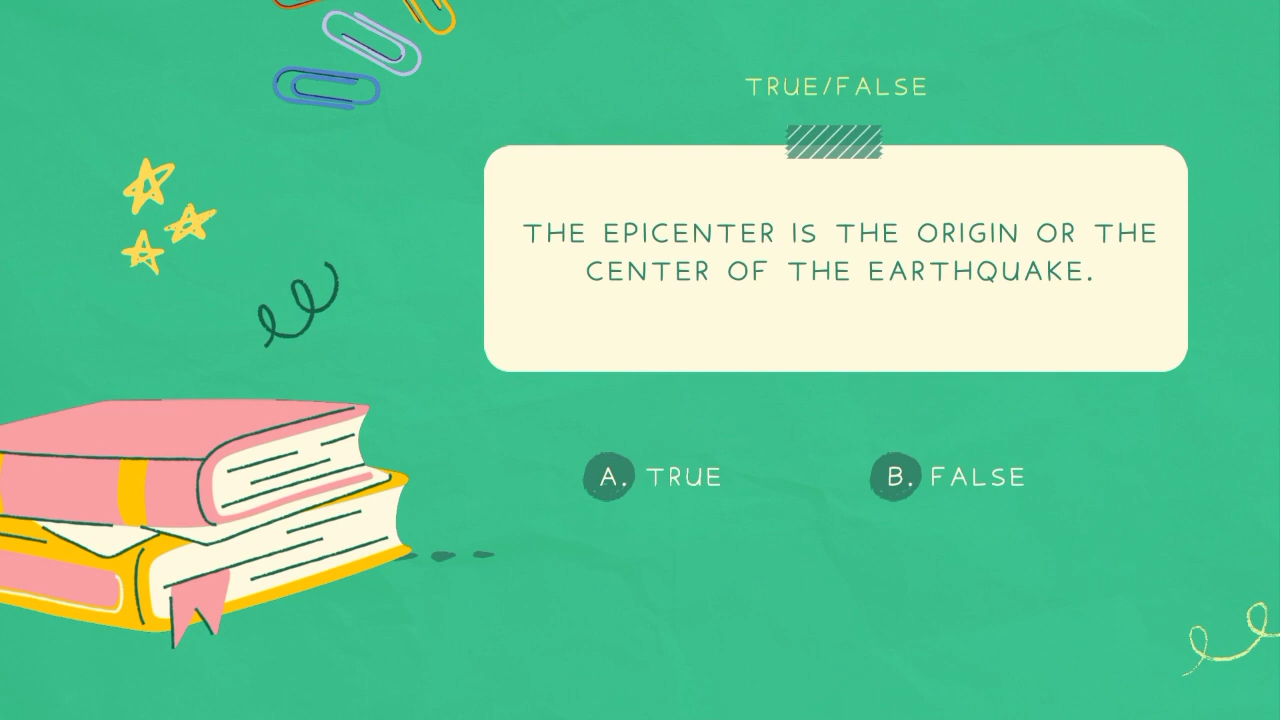 TRUE/FALSE
THE EPICENTER IS THE ORIGIN OR THE
CENTER OF THE EARTHQUAKE.
A. TRUE
B. FALSE